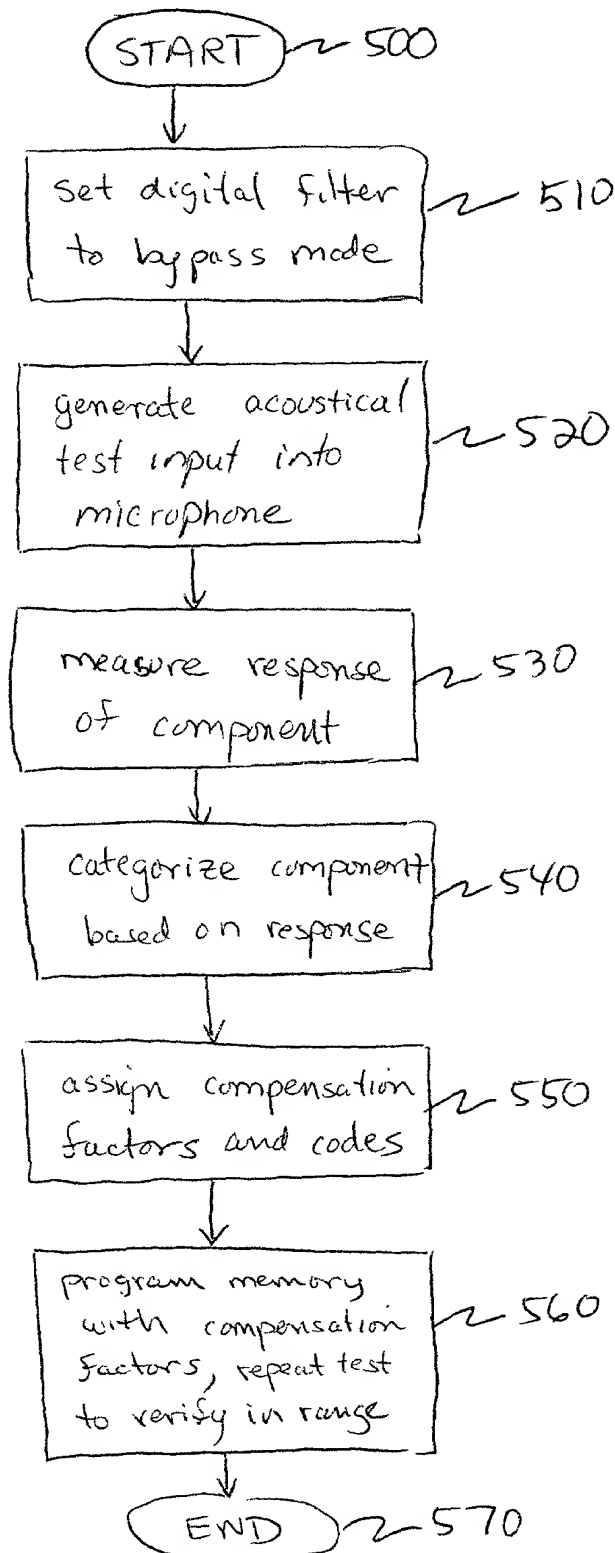 START 500
set digital filter 510
to bypass mode
generate acoustical
test input into 520
microphone
measure response 530
of component
categorize component 540
based on response
assign compensation 550
factors and codes
program memory
with compensation 560
factors, repeat test
to verify in range
END 570